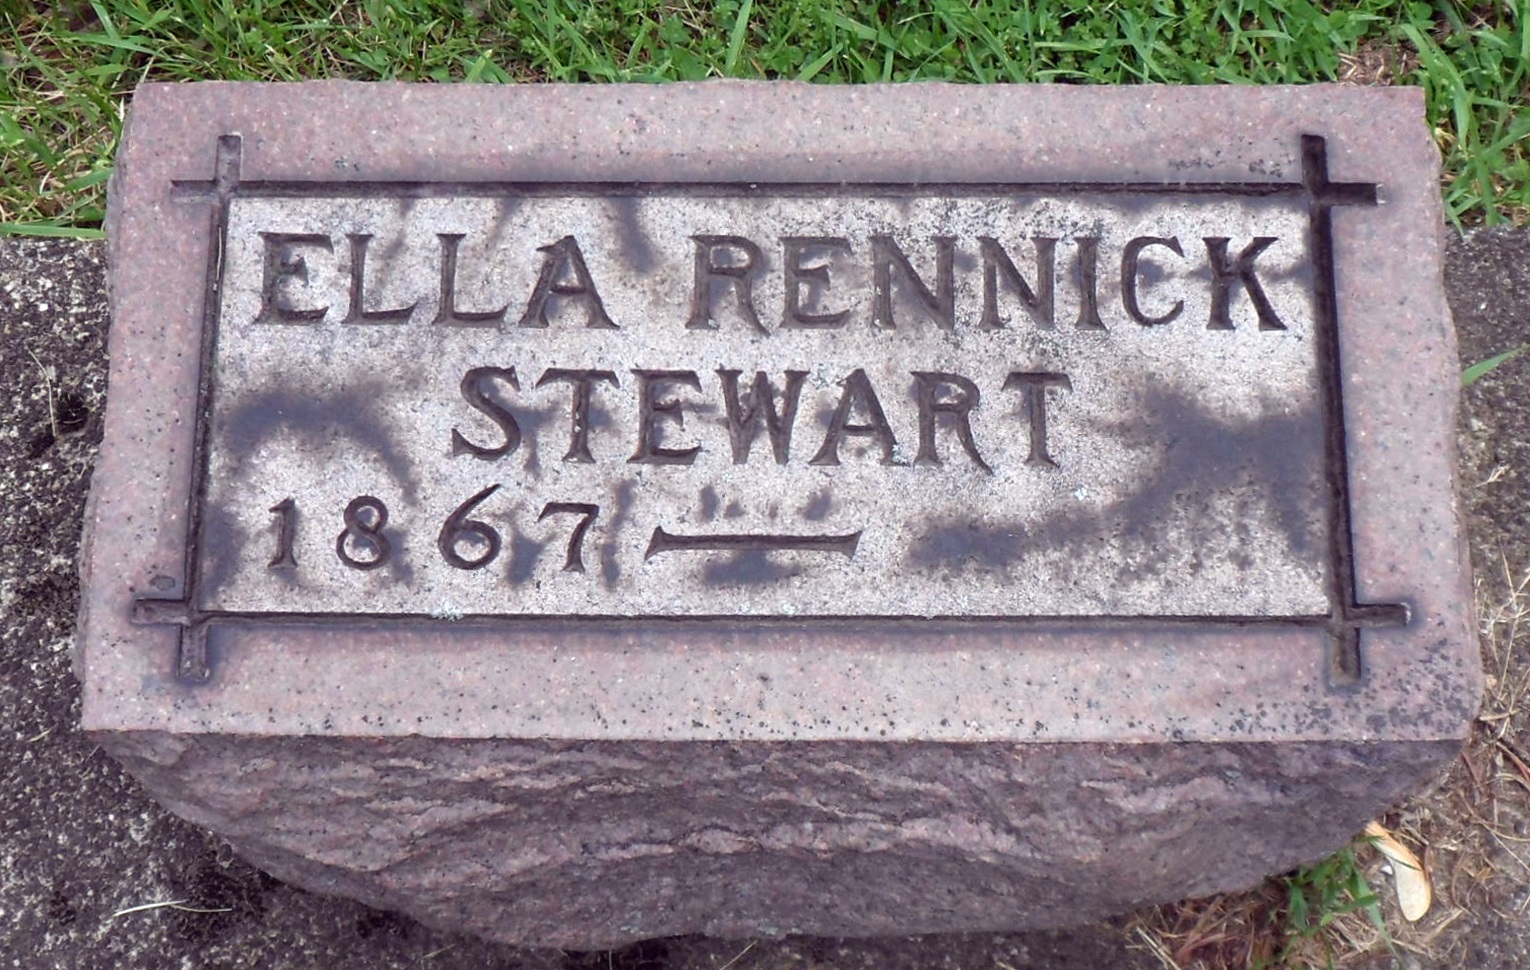 ELLA RENNICK
STEWART
1867 —